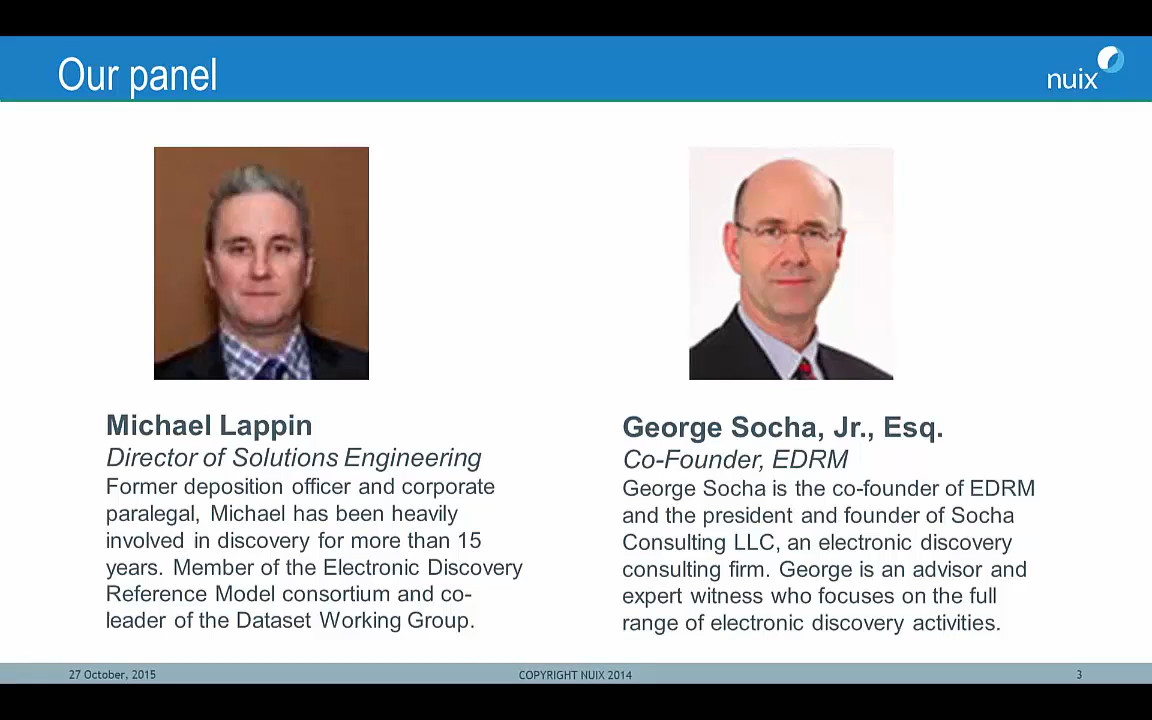 Our panel
nuix
Michael Lappin
Director of Solutions Engineering
Former deposition officer and corporate
paralegal, Michael has been heavily
involved in discovery for more than 15
years. Member of the Electronic Discovery
Reference Model consortium and co-
leader of the Dataset Working Group.
George Socha, Jr., Esq.
Co-Founder, EDRM
George Socha is the co-founder of EDRM
and the president and founder of Socha
Consulting LLC, an electronic discovery
consulting firm. George is an advisor and
expert witness who focuses on the full
range of electronic discovery activities.
27 October, 2015
COPYRIGHT NUIX 2014
3